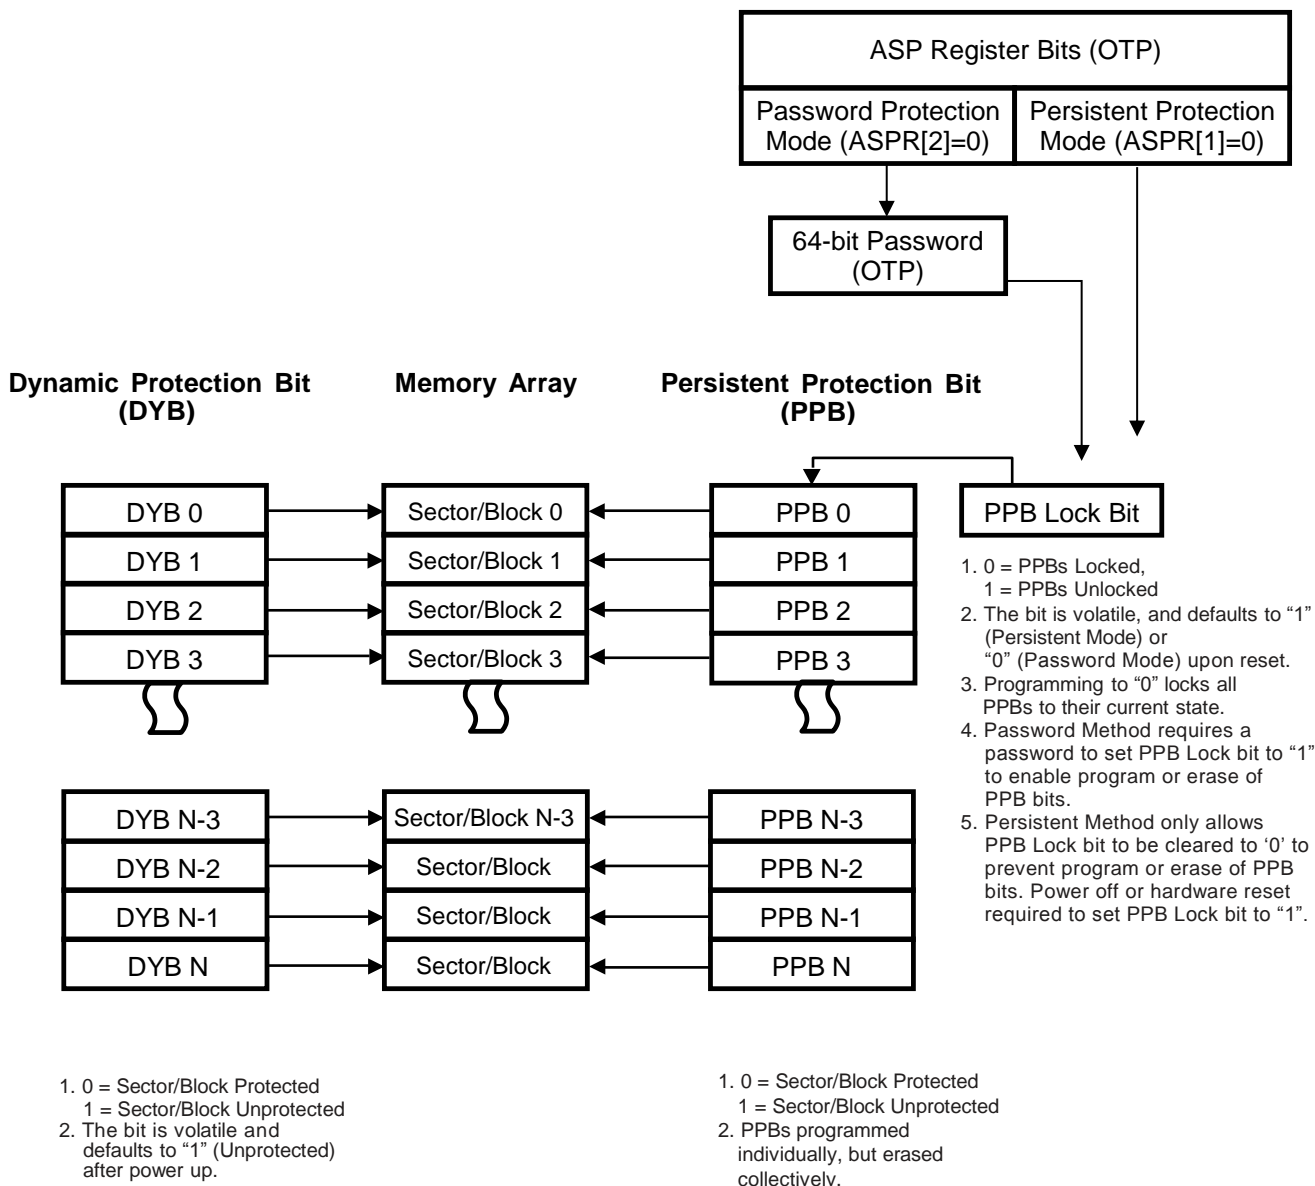 ASP Register Bits (OTP)
Password Protection
Mode (ASPR[2]=0)
Persistent Protection
Mode (ASPR[1]=0)
64-bit Password
(OTP)
Dynamic Protection Bit
(DYB)
Memory Array
Persistent Protection Bit
(PPB)
DYB 0
Sector/Block 0
PPB 0
PPB Lock Bit
DYB 1
Sector/Block 1
PPB 1
DYB 2
Sector/Block 2
PPB 2
DYB 3
Sector/Block 3
PPB 3
1. 0 = PPBs Locked,
1 = PPBs Unlocked
2. The bit is volatile, and defaults to “1”
(Persistent Mode) or
“0” (Password Mode) upon reset.
3. Programming to “0” locks all
PPBs to their current state.
4. Password Method requires a
password to set PPB Lock bit to “1”
to enable program or erase of
PPB bits.
5. Persistent Method only allows
PPB Lock bit to be cleared to ‘0’ to
prevent program or erase of PPB
bits. Power off or hardware reset
required to set PPB Lock bit to “1”.
DYB N-3
Sector/Block N-3
PPB N-3
DYB N-2
Sector/Block
PPB N-2
DYB N-1
Sector/Block
PPB N-1
DYB N
Sector/Block
PPB N
1. 0 = Sector/Block Protected
1 = Sector/Block Unprotected
2. The bit is volatile and
defaults to “1” (Unprotected)
after power up.
1. 0 = Sector/Block Protected
1 = Sector/Block Unprotected
2. PPBs programmed
individually, but erased
collectively.